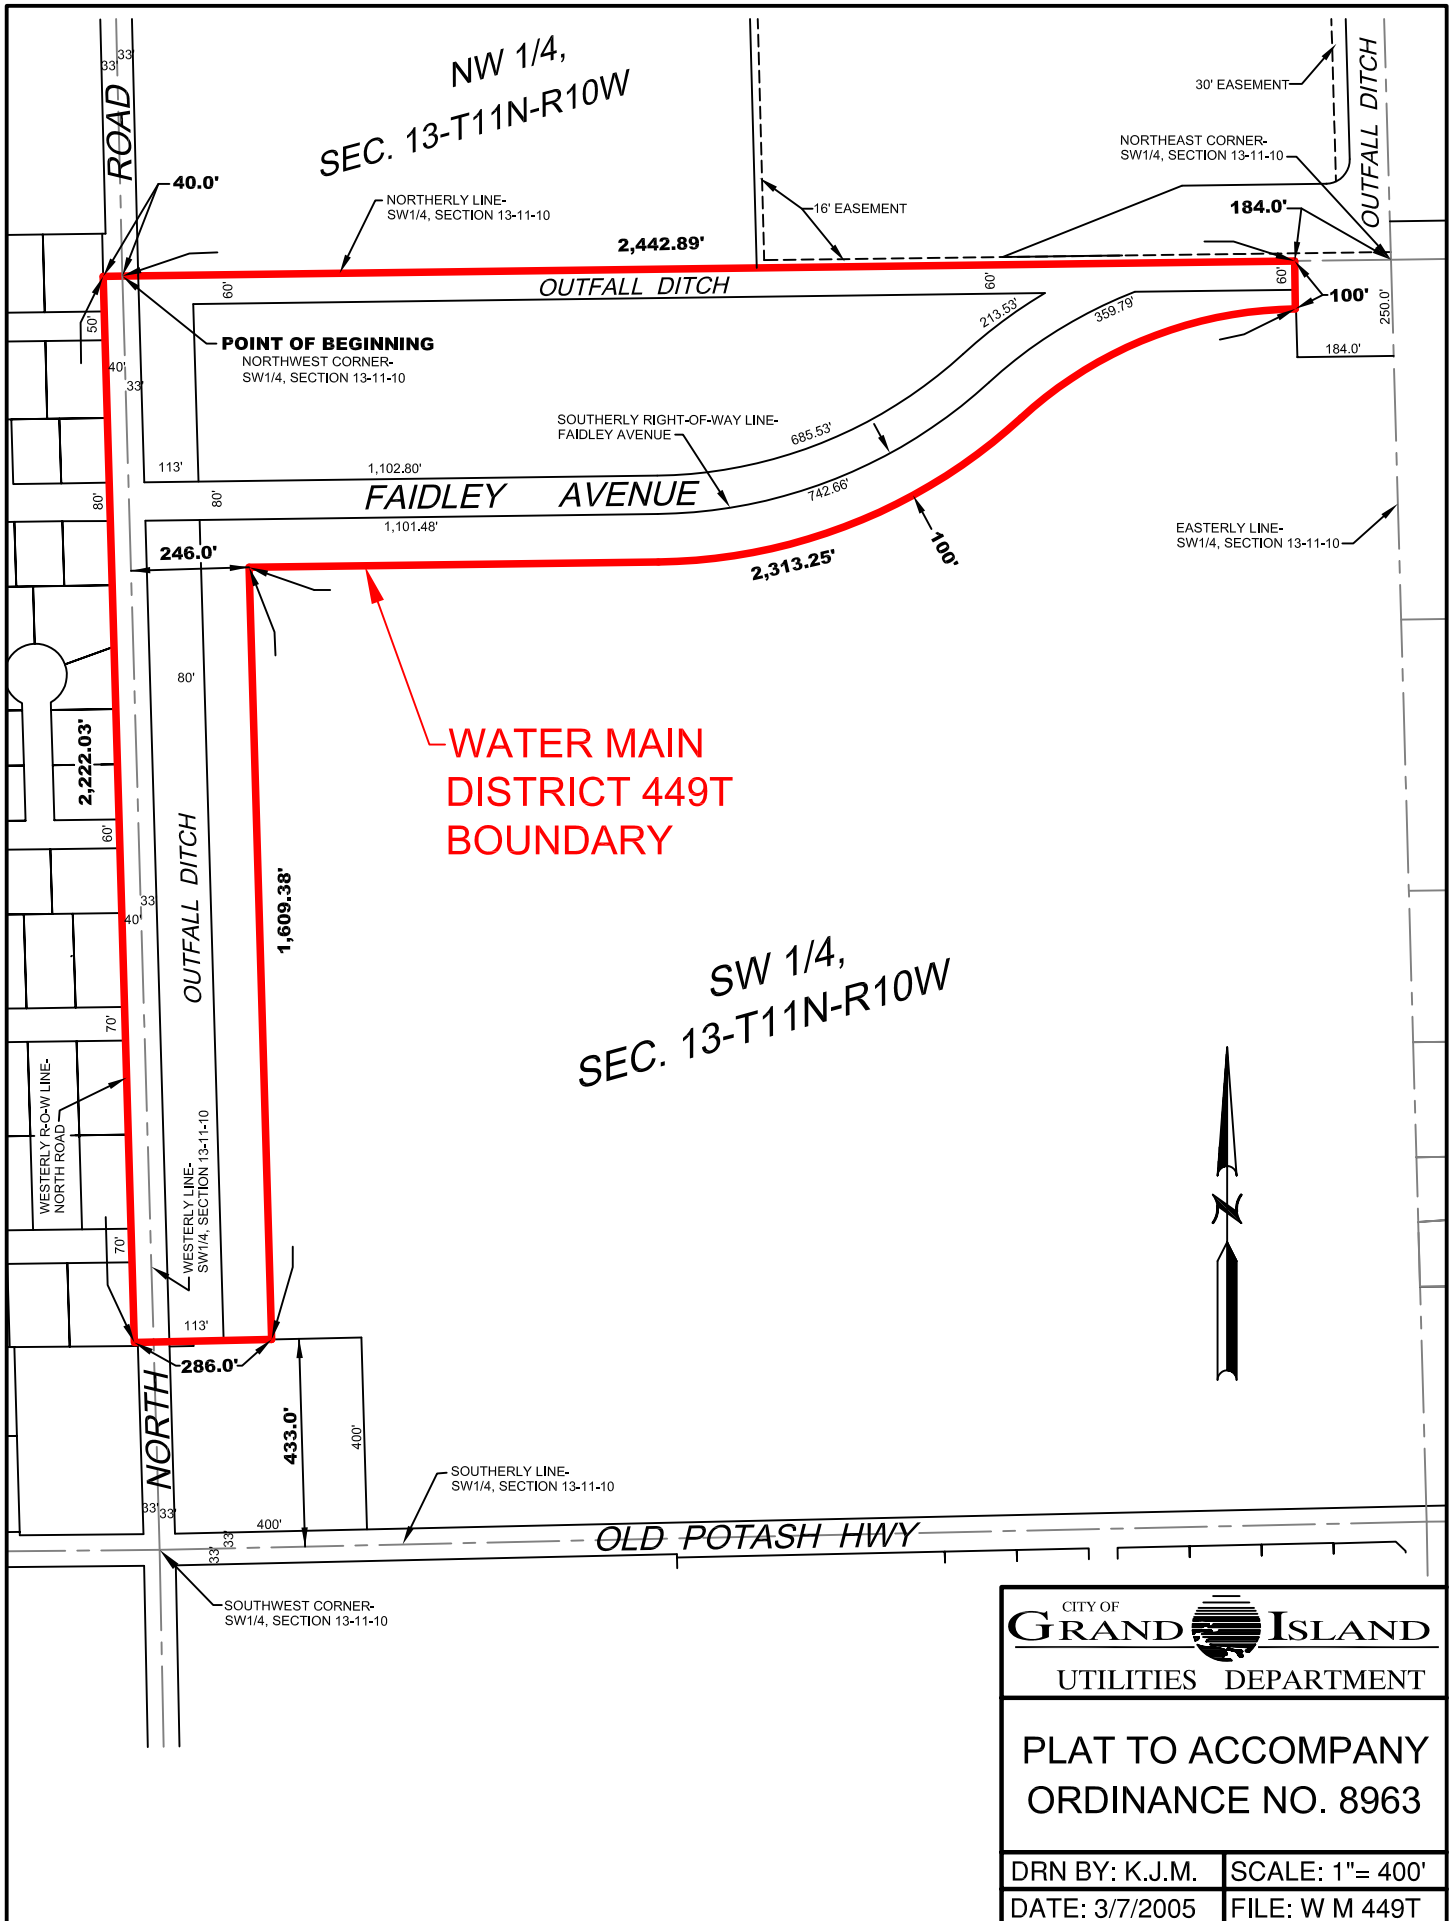 33'
33'
ROAD
NW 1/4,
SEC. 13-T11N-R10W
30' EASEMENT
OUTFALL DITCH
NORTHEAST CORNER-
SW1/4, SECTION 13-11-10
40.0'
NORTHERLY LINE-
SW1/4, SECTION 13-11-10
16' EASEMENT
184.0'
2,442.89'
OUTFALL DITCH
60'
60'
60'
100'
250.0'
50'
213.53'
359.79'
POINT OF BEGINNING
NORTHWEST CORNER-
SW1/4, SECTION 13-11-10
184.0'
40'
33'
SOUTHERLY RIGHT-OF-WAY LINE-
FAIDLEY AVENUE
685.53'
113'
1,102.80'
80'
80'
FAIDLEY AVENUE
742.66'
1,101.48'
EASTERLY LINE-
SW1/4, SECTION 13-11-10
246.0'
2,313.25'
100'
80'
WATER MAIN
DISTRICT 449T
BOUNDARY
2,222.03'
60'
OUTFALL DITCH
1,609.38'
33
40'
SW 1/4,
SEC. 13-T11N-R10W
70'
WESTERLY R-O-W LINE-
NORTH ROAD
WESTERLY LINE-
SW1/4, SECTION 13-11-10
N
70'
113'
286.0'
NORTH
433.0'
400'
SOUTHERLY LINE-
SW1/4, SECTION 13-11-10
33'
33'
400'
33'
33'
OLD POTASH HWY
SOUTHWEST CORNER-
SW1/4, SECTION 13-11-10
CITY OF
GRAND ISLAND
UTILITIES DEPARTMENT
PLAT TO ACCOMPANY
ORDINANCE NO. 8963
DRN BY: K.J.M.
SCALE: 1"= 400'
DATE: 3/7/2005
FILE: W M 449T